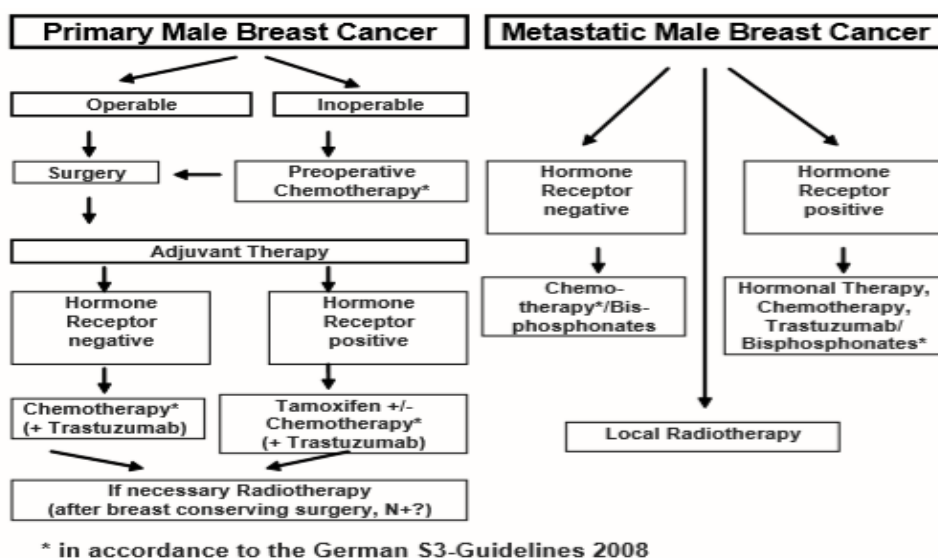 Primary Male Breast Cancer
Operable
Inoperable
Surgery
Preoperative
Chemotherapy*
Adjuvant Therapy
Hormone
Receptor
negative
Hormone
Receptor
positive
Chemotherapy*
(+ Trastuzumab)
Tamoxifen +/-
Chemotherapy*
(+ Trastuzumab)
If necessary Radiotherapy
(after breast conserving surgery, N+?)
Metastatic Male Breast Cancer
Hormone
Receptor
negative
Hormone
Receptor
positive
Chemo-
therapy*/Bis-
phosphonates
Hormonal Therapy,
Chemotherapy,
Trastuzumab/
Bisphosphonates*
Local Radiotherapy
* in accordance to the German S3-Guidelines 2008